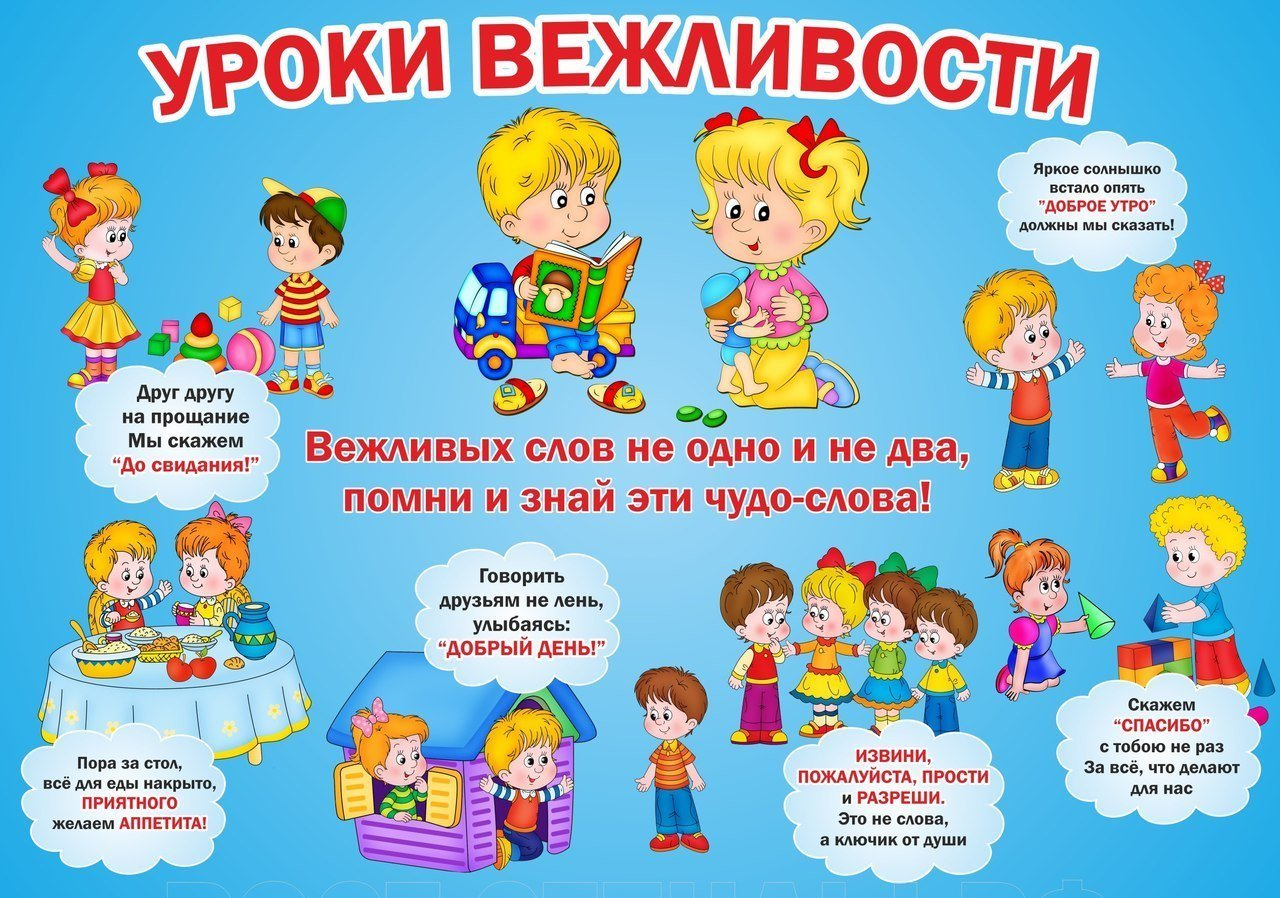 УРОКИ ВЕЖЛИВОСТИ
Яркое солнышко
встало опять
"ДОБРОЕ УТРО"
должны мы сказать!
Друг другу
на прощание
Мы скажем
“До свидания!”
Вежливых слов не одно и не два,
помни и знай эти чудо-слова!
Говорить
друзьям не лень,
улыбаясь:
“ДОБРЫЙ ДЕНЬ!”
Скажем
“СПАСИБО”
с тобою не раз
За всё, что делают
для нас
Пора за стол,
всё для еды накрыто,
ПРИЯТНОГО
желаем АППЕТИТА!
ИЗВИНИ,
ПОЖАЛУЙСТА, ПРОСТИ
и РАЗРЕШИ.
Это не слова,
а ключик от души